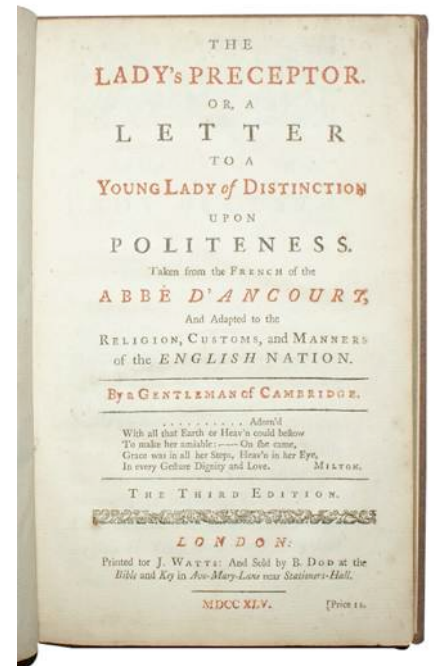 THE
LADY's PRECEPTOR.
OR, A
LETTER
TO A
YOUNG LADY of DISTINCTION
UPON
POLITENESS.
Taken from the FRENCH of the
ABBÉ D'ANCOURT,
And Adapted to the
RELIGION, CUSTOMS, and MANNERS
of the ENGLISH NATION.
By a GENTLEMAN of CAMBRIDGE.
. . . . . . . . . . Adorn'd
With all that Earth or Heav'n could bestow
To make her amiable: —— On she came,
Grace was in all her Steps, Heav'n in her Eye,
In every Gesture Dignity and Love. MILTON.
THE THIRD EDITION.
LONDON:
Printed for J. WATTS: And Sold by B. DOD at the
Bible and Key in Ave-Mary-Lane near Stationers-Hall.
MDCC XLV. [Price 1 s.